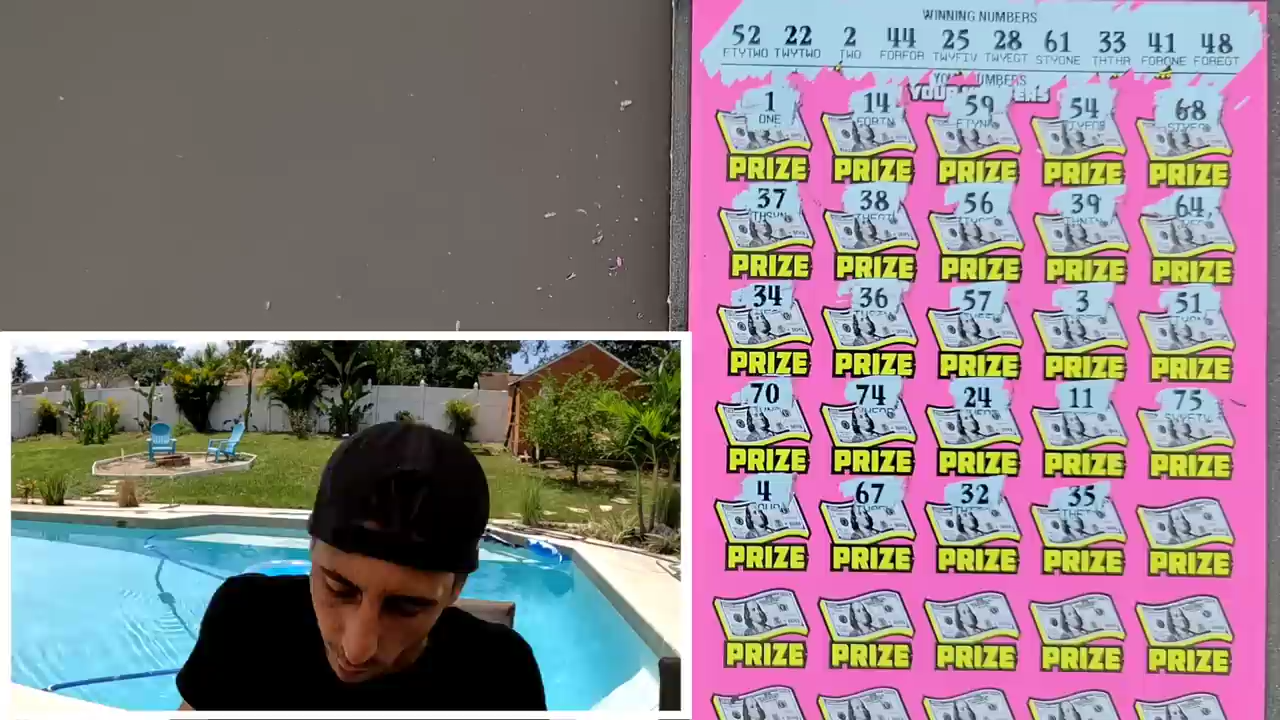 WINNING NUMBERS
52 22 2 44 25 28 61 33 41 48
FTYTWO TWYTWO TWO FORFOR TWYFIV TWYEGT STYONE THTHR FORONE FOREGT
YOUR NUMBERS
YOUR NUMBERS
1 14 59 54 68
ONE FORTN
PRIZE PRIZE PRIZE PRIZE PRIZE
37 38 56 39 64
PRIZE PRIZE PRIZE PRIZE PRIZE
34 36 57 3 51
PRIZE PRIZE PRIZE PRIZE PRIZE
70 74 24 11 75
PRIZE PRIZE PRIZE PRIZE PRIZE
4 67 32 35
PRIZE PRIZE PRIZE PRIZE PRIZE
PRIZE PRIZE PRIZE PRIZE PRIZE